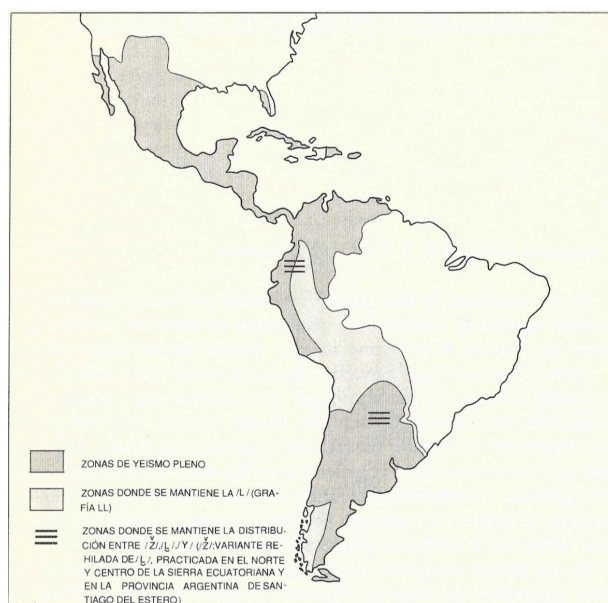 ZONAS DE YEISMO PLENO
ZONAS DONDE SE MANTIENE LA /L/ (GRA-
FÍA LL)
ZONAS DONDE SE MANTIENE LA DISTRIBU-
CIÓN ENTRE /Ž/,/Ḽ/,/Y/ (/Ž/:VARIANTE RE-
HILADA DE/Ḽ/, PRACTICADA EN EL NORTE
Y CENTRO DE LA SIERRA ECUATORIANA Y
EN LA PROVINCIA ARGENTINA DE SAN-
TIAGO DEL ESTERO)